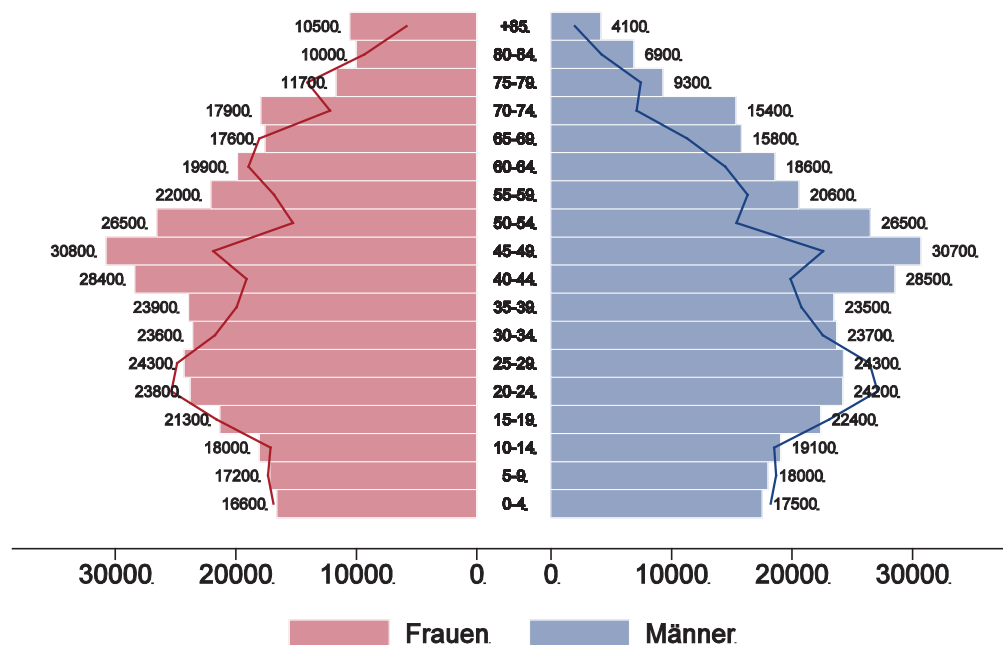 10500. +85. 4100.
10000. 80-84. 6900.
11700. 75-79. 9300.
17900. 70-74. 15400.
17600. 65-69. 15800.
19900. 60-64. 18600.
22000. 55-59. 20600.
26500. 50-54. 26500.
30800. 45-49. 30700.
28400. 40-44. 28500.
23900. 35-39. 23500.
23600. 30-34. 23700.
24300. 25-29. 24300.
23800. 20-24. 24200.
21300. 15-19. 22400.
18000. 10-14. 19100.
17200. 5-9. 18000.
16600. 0-4. 17500.
30000. 20000. 10000. 0. 0. 10000. 20000. 30000.
Frauen. Männer.